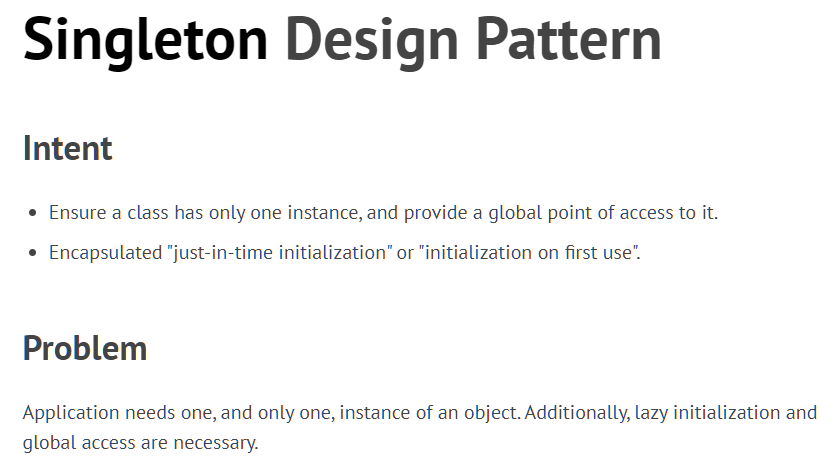 Singleton Design Pattern
Intent
• Ensure a class has only one instance, and provide a global point of access to it.
• Encapsulated "just-in-time initialization" or "initialization on first use".
Problem
Application needs one, and only one, instance of an object. Additionally, lazy initialization and
global access are necessary.